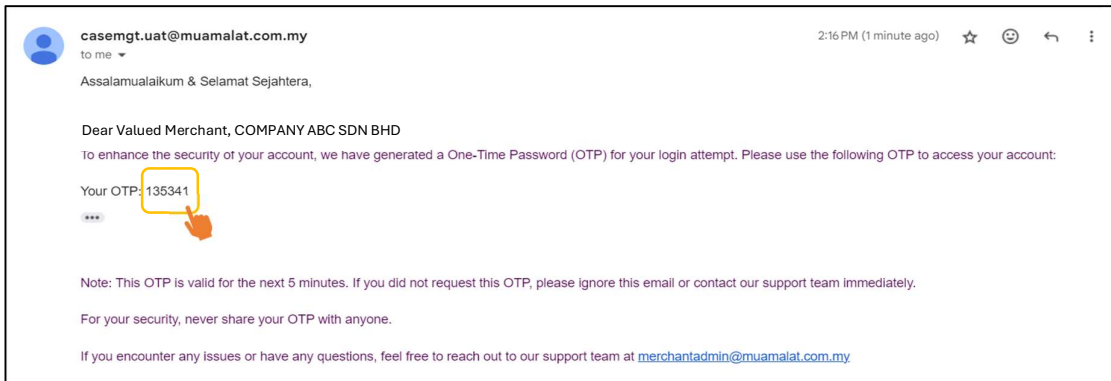 casemgt.uat@muamalat.com.my
2:16 PM (1 minute ago)
to me
Assalamualaikum & Selamat Sejahtera,
Dear Valued Merchant, COMPANY ABC SDN BHD
To enhance the security of your account, we have generated a One-Time Password (OTP) for your login attempt. Please use the following OTP to access your account:
Your OTP: 135341
Note: This OTP is valid for the next 5 minutes. If you did not request this OTP, please ignore this email or contact our support team immediately.
For your security, never share your OTP with anyone.
If you encounter any issues or have any questions, feel free to reach out to our support team at merchantadmin@muamalat.com.my